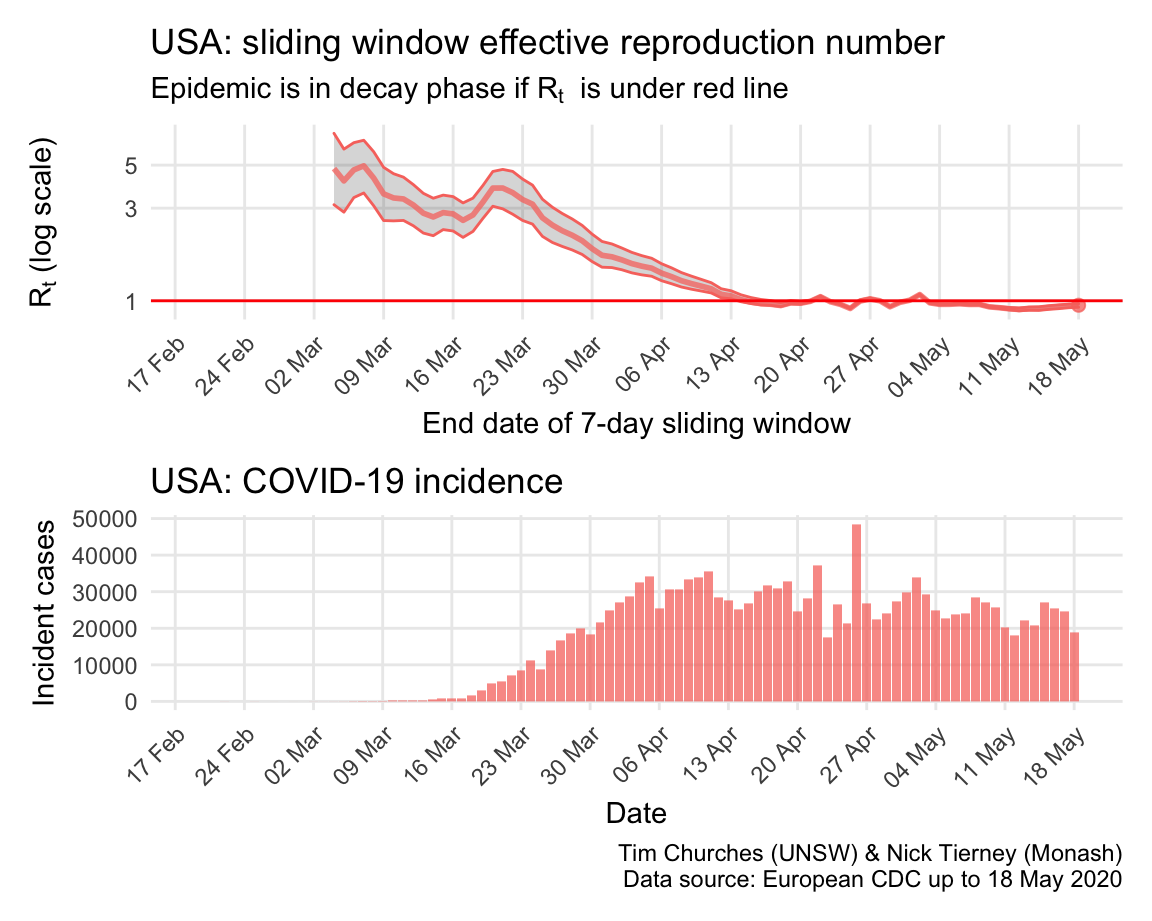 USA: sliding window effective reproduction number
Epidemic is in decay phase if Rt is under red line
Rt (log scale)
5
3
1
17 Feb
24 Feb
02 Mar
09 Mar
16 Mar
23 Mar
30 Mar
06 Apr
13 Apr
20 Apr
27 Apr
04 May
11 May
18 May
End date of 7-day sliding window
USA: COVID-19 incidence
Incident cases
50000
40000
30000
20000
10000
0
17 Feb
24 Feb
02 Mar
09 Mar
16 Mar
23 Mar
30 Mar
06 Apr
13 Apr
20 Apr
27 Apr
04 May
11 May
18 May
Date
Tim Churches (UNSW) & Nick Tierney (Monash)
Data source: European CDC up to 18 May 2020